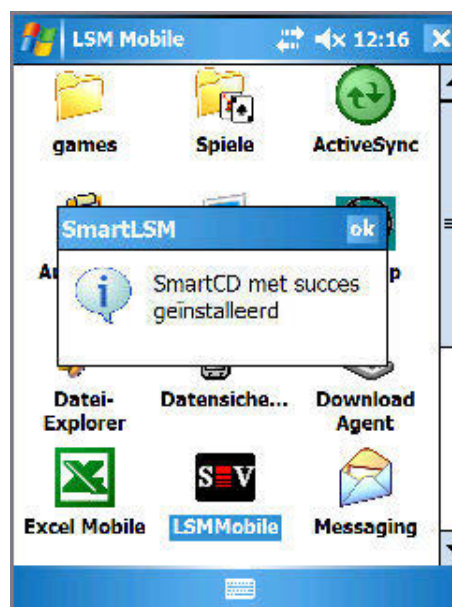 LSM Mobile 12:16
games Spiele ActiveSync
SmartLSM ok
SmartCD met succes
geïnstalleerd
Datei-
Explorer
Datensiche...
Download
Agent
S V
Excel Mobile LSMMobile Messaging